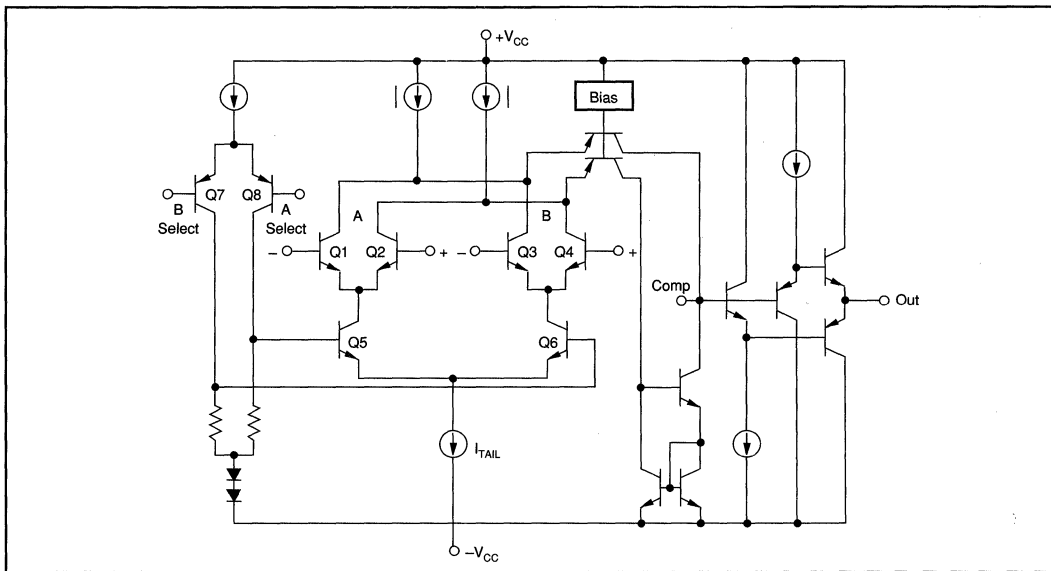 +VCC
I
I
Bias
Q7
Q8
B
Select
A
Select
A
B
−
Q1
Q2
+
−
Q3
Q4
+
Comp
Out
Q5
Q6
ITAIL
−VCC